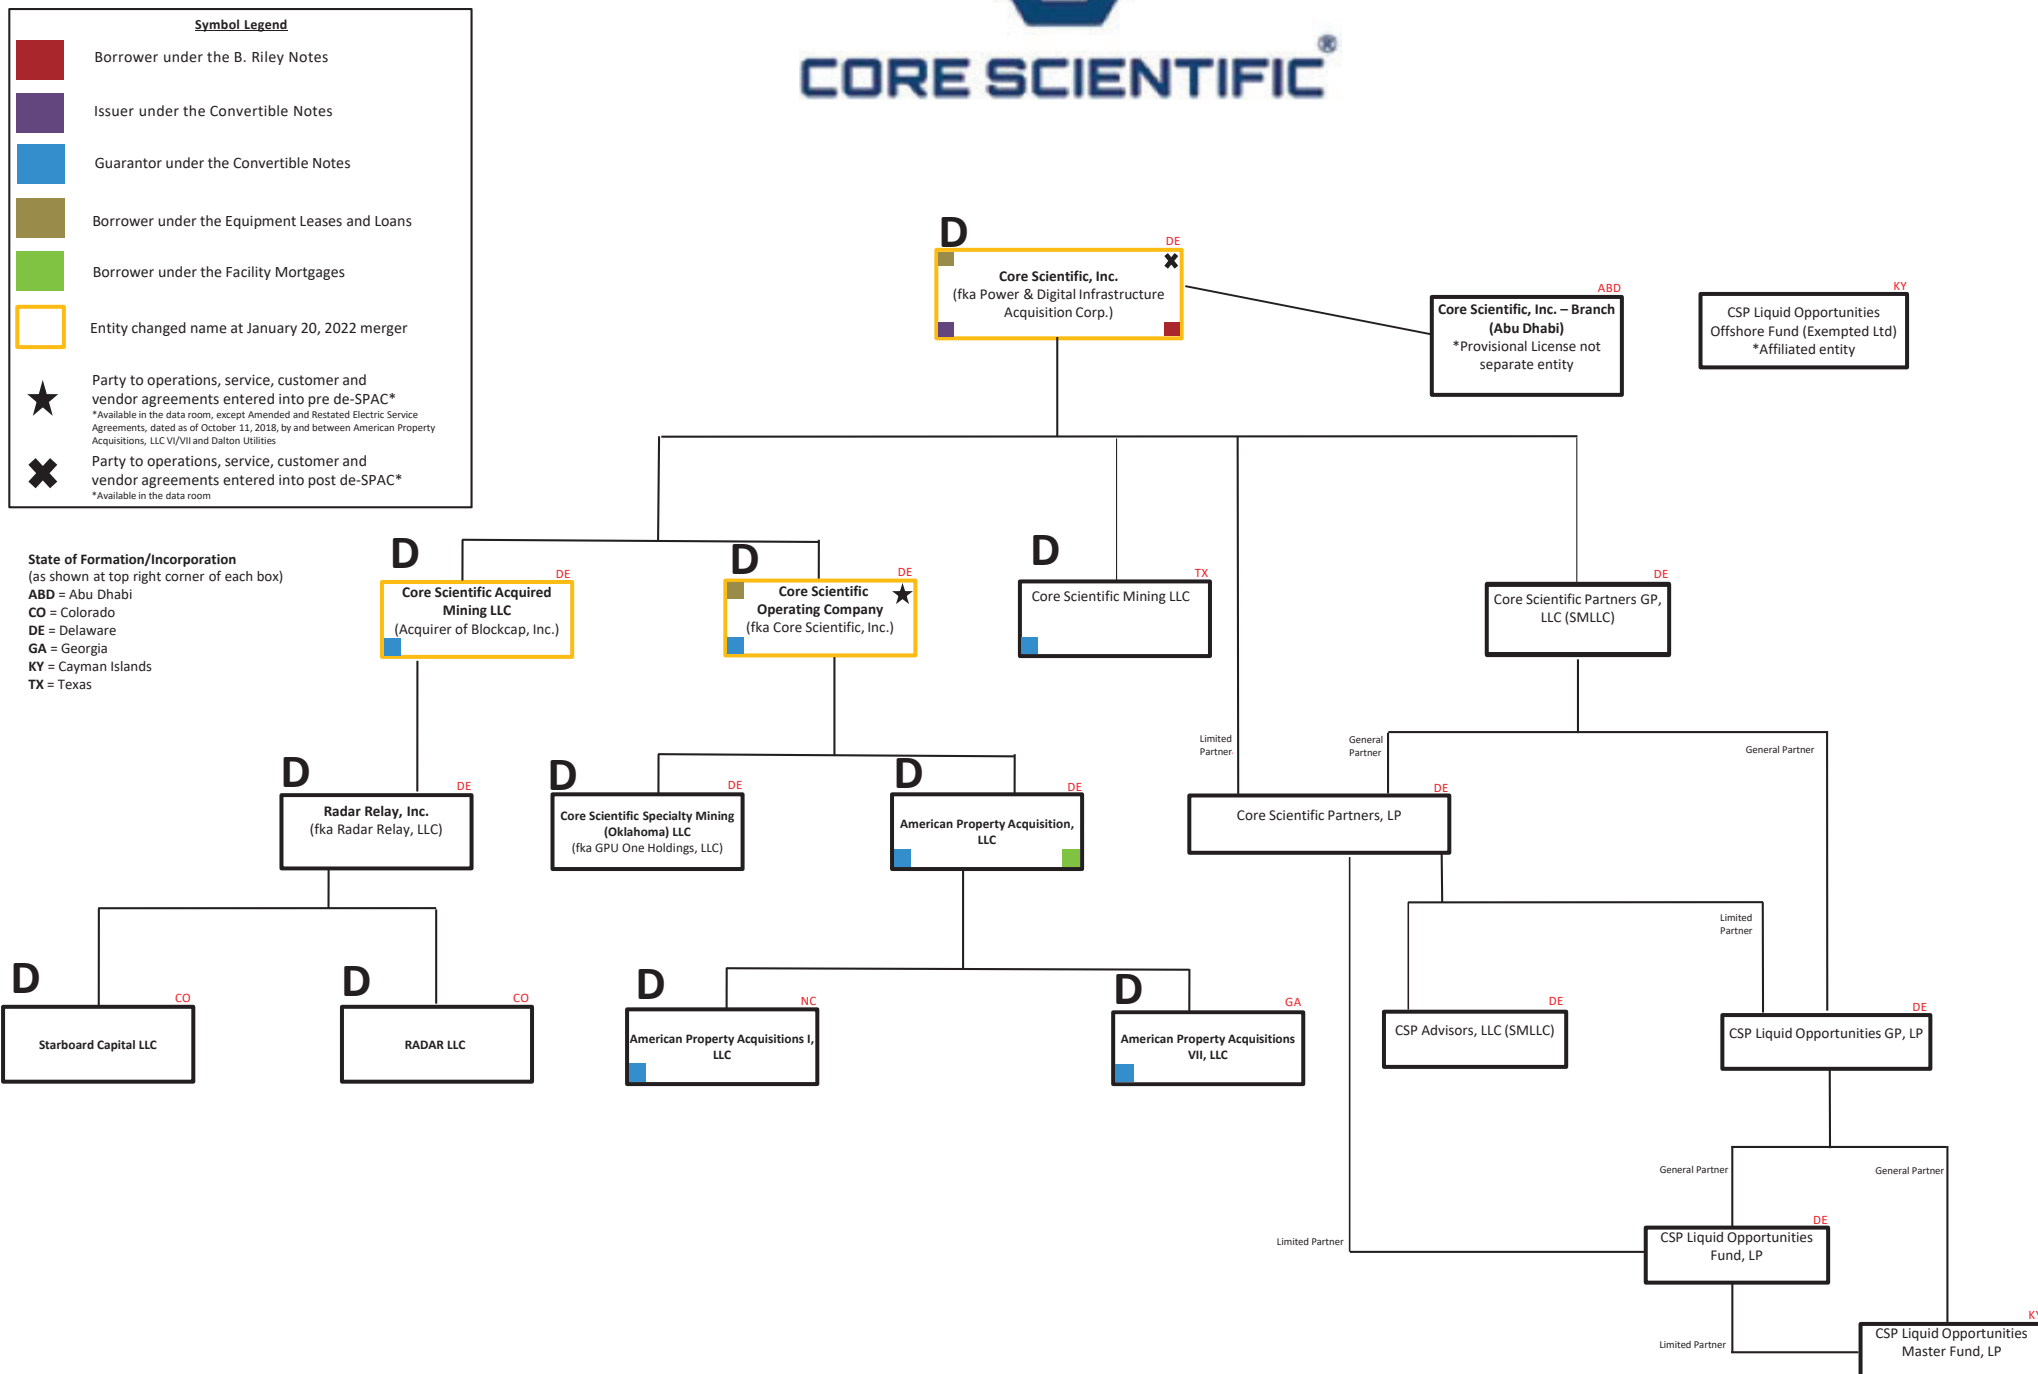 Symbol Legend
Borrower under the B. Riley Notes
Issuer under the Convertible Notes
Guarantor under the Convertible Notes
Borrower under the Equipment Leases and Loans
Borrower under the Facility Mortgages
Entity changed name at January 20, 2022 merger
Party to operations, service, customer and
vendor agreements entered into pre de-SPAC*
*Available in the data room, except Amended and Restated Electric Service
Agreements, dated as of October 11, 2018, by and between American Property
Acquisitions, LLC VI/VII and Dalton Utilities
Party to operations, service, customer and
vendor agreements entered into post de-SPAC*
*Available in the data room
CORE SCIENTIFIC®
State of Formation/Incorporation
(as shown at top right corner of each box)
ABD = Abu Dhabi
CO = Colorado
DE = Delaware
GA = Georgia
KY = Cayman Islands
TX = Texas
D
DE
Core Scientific, Inc.
(fka Power & Digital Infrastructure
Acquisition Corp.)
ABD
Core Scientific, Inc. – Branch
(Abu Dhabi)
*Provisional License not
separate entity
KY
CSP Liquid Opportunities
Offshore Fund (Exempted Ltd)
*Affiliated entity
D
DE
Core Scientific Acquired
Mining LLC
(Acquirer of Blockcap, Inc.)
D
DE
Core Scientific
Operating Company
(fka Core Scientific, Inc.)
D
TX
Core Scientific Mining LLC
DE
Core Scientific Partners GP,
LLC (SMLLC)
Limited
Partner
General
Partner
General Partner
D
DE
Radar Relay, Inc.
(fka Radar Relay, LLC)
D
DE
Core Scientific Specialty Mining
(Oklahoma) LLC
(fka GPU One Holdings, LLC)
D
DE
American Property Acquisition,
LLC
DE
Core Scientific Partners, LP
Limited
Partner
D
CO
Starboard Capital LLC
D
CO
RADAR LLC
D
NC
American Property Acquisitions I,
LLC
D
GA
American Property Acquisitions
VII, LLC
DE
CSP Advisors, LLC (SMLLC)
DE
CSP Liquid Opportunities GP, LP
General Partner
General Partner
Limited Partner
DE
CSP Liquid Opportunities
Fund, LP
Limited Partner
KY
CSP Liquid Opportunities
Master Fund, LP